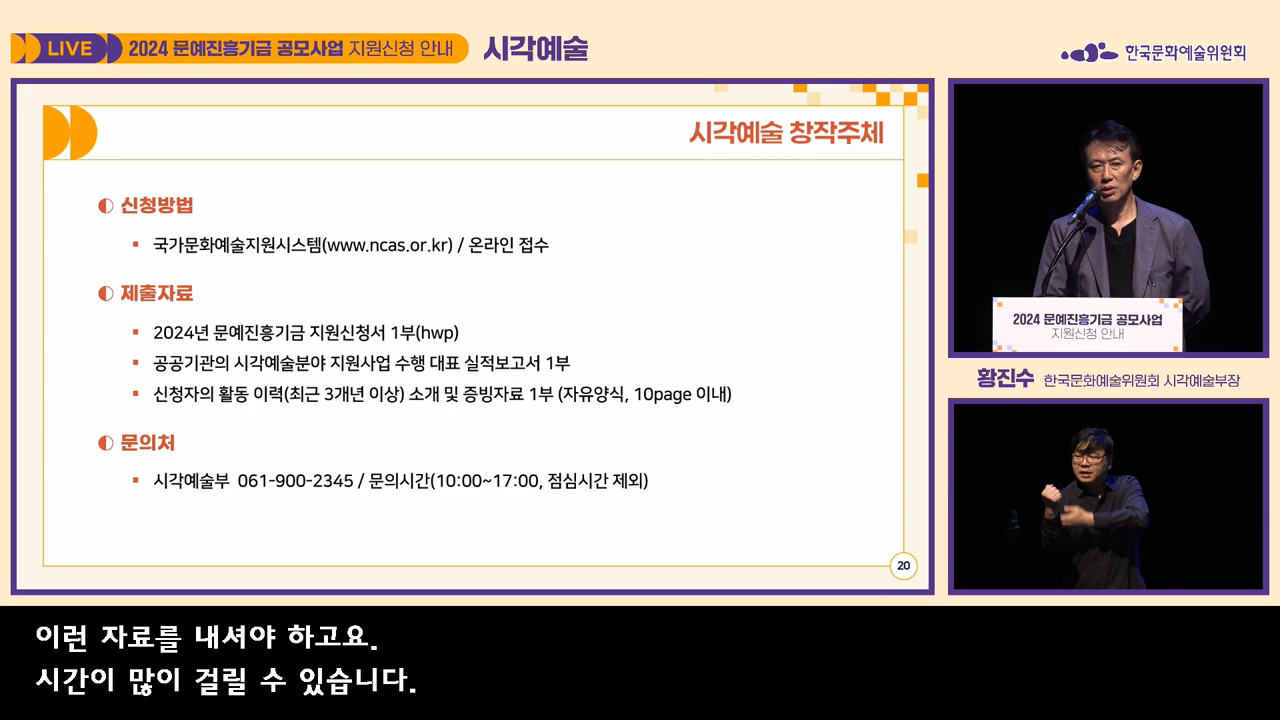 LIVE 2024 문예진흥기금 공모사업 지원신청 안내 시각예술
한국문화예술위원회
시각예술 창작주체
신청방법
국가문화예술지원시스템(www.ncas.or.kr) / 온라인 접수
제출자료
2024년 문예진흥기금 지원신청서 1부(hwp)
공공기관의 시각예술분야 지원사업 수행 대표 실적보고서 1부
신청자의 활동 이력(최근 3개년 이상) 소개 및 증빙자료 1부 (자유양식, 10page 이내)
문의처
시각예술부 061-900-2345 / 문의시간(10:00~17:00, 점심시간 제외)
20
2024 문예진흥기금 공모사업
지원신청 안내
황진수 한국문화예술위원회 시각예술부장
이런 자료를 내셔야 하고요.
시간이 많이 걸릴 수 있습니다.